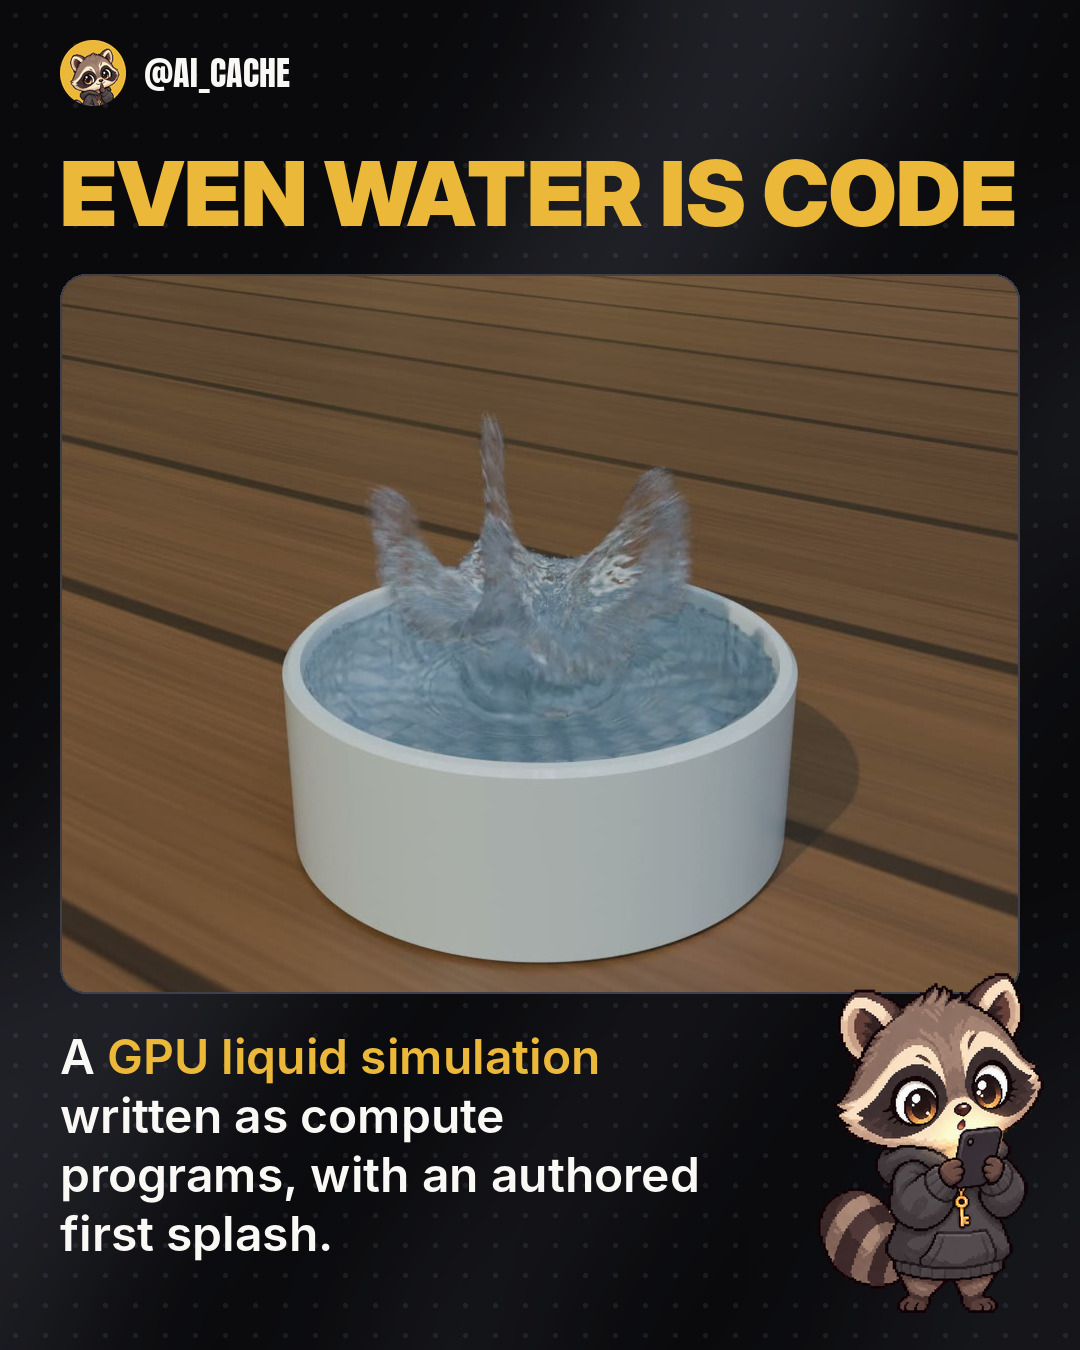 @AI_CACHE
EVEN WATER IS CODE
A GPU liquid simulation
written as compute
programs, with an authored
first splash.